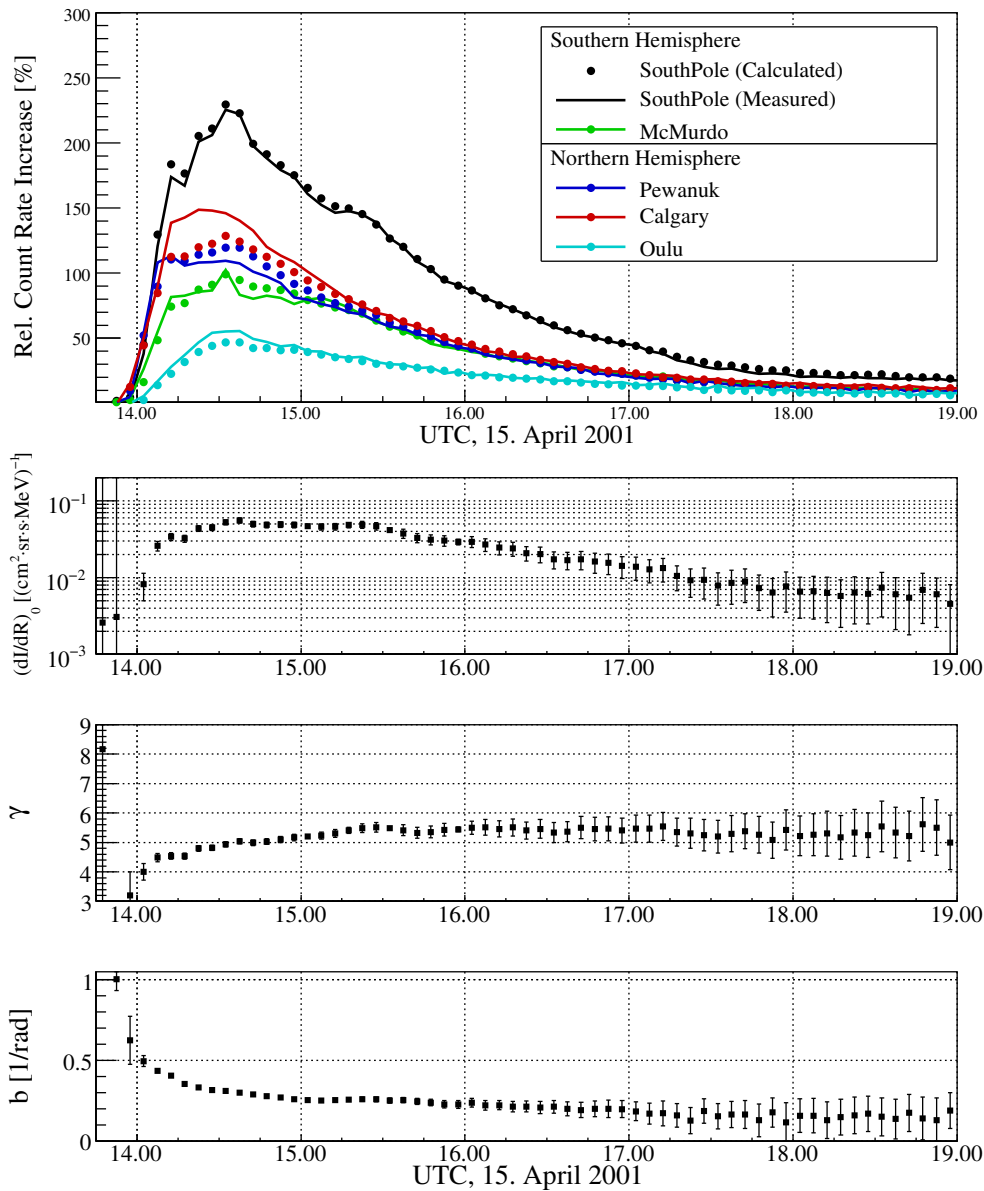 Rel. Count Rate Increase [%]
300
250
200
150
100
50
Southern Hemisphere
SouthPole (Calculated)
SouthPole (Measured)
McMurdo
Northern Hemisphere
Pewanuk
Calgary
Oulu
14.00 15.00 16.00 17.00 18.00 19.00
UTC, 15. April 2001
(dI/dR)₀ [(cm²·sr·s·MeV)⁻¹]
10⁻¹
10⁻²
10⁻³
14.00 15.00 16.00 17.00 18.00 19.00
γ
9
8
7
6
5
4
3
14.00 15.00 16.00 17.00 18.00 19.00
b [1/rad]
1
0.5
0
14.00 15.00 16.00 17.00 18.00 19.00
UTC, 15. April 2001